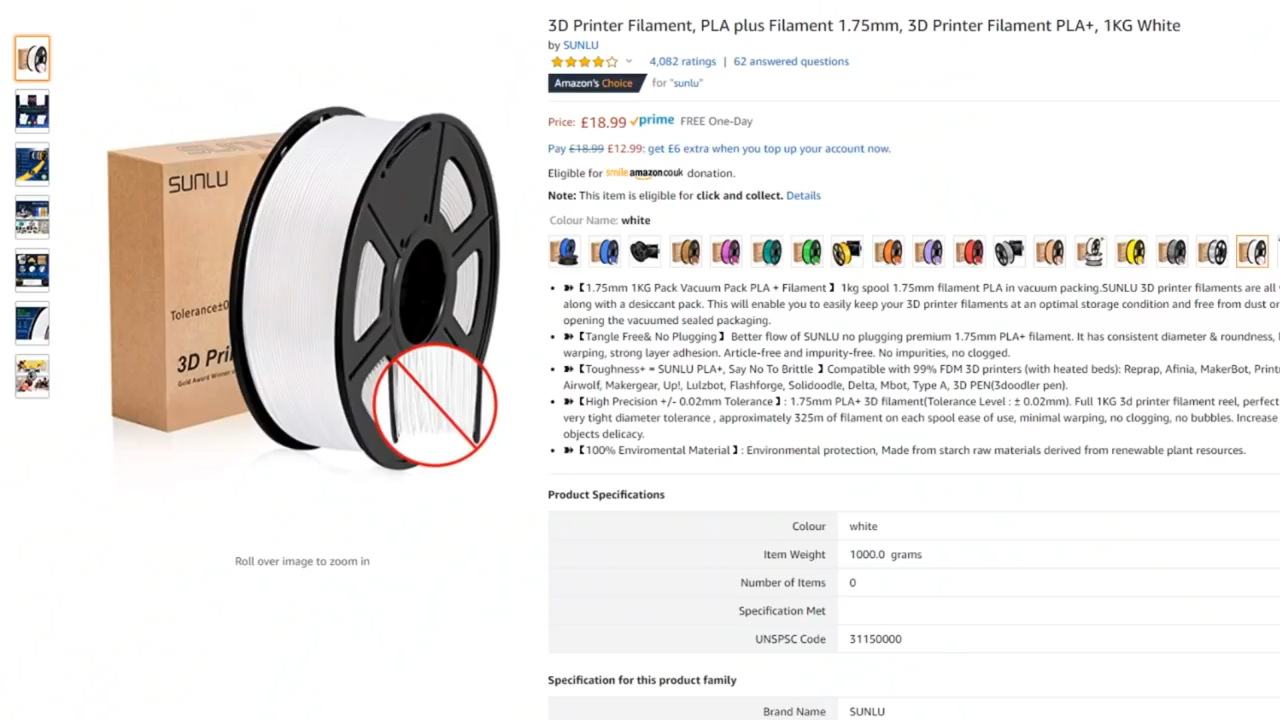 3D Printer Filament, PLA plus Filament 1.75mm, 3D Printer Filament PLA+, 1KG White
by SUNLU
4,082 ratings | 62 answered questions
Amazon's Choice for "sunlu"
Price: £18.99 prime FREE One-Day
Pay £18.99 £12.99: get £6 extra when you top up your account now.
Eligible for smile.amazon.co.uk donation.
Note: This item is eligible for click and collect. Details
Colour Name: white
SUNLU
Tolerance±0
3D Pri
Gold Award Winner
Roll over image to zoom in
• ➽【1.75mm 1KG Pack Vacuum Pack PLA + Filament】 1kg spool 1.75mm filament PLA in vacuum packing.SUNLU 3D printer filaments are all
along with a desiccant pack. This will enable you to easily keep your 3D printer filaments at an optimal storage condition and free from dust or
opening the vacuumed sealed packaging.
• ➽【Tangle Free& No Plugging】 Better flow of SUNLU no plugging premium 1.75mm PLA+ filament. It has consistent diameter & roundness,
warping, strong layer adhesion. Article-free and impurity-free. No impurities, no clogged.
• ➽【Toughness+ = SUNLU PLA+, Say No To Brittle】 Compatible with 99% FDM 3D printers (with heated beds): Reprap, Afinia, MakerBot, Print
Airwolf, Makergear, Up!, Lulzbot, Flashforge, Solidoodle, Delta, Mbot, Type A, 3D PEN(3doodler pen).
• ➽【High Precision +/- 0.02mm Tolerance】: 1.75mm PLA+ 3D filament(Tolerance Level : ± 0.02mm). Full 1KG 3d printer filament reel, perfect
very tight diameter tolerance , approximately 325m of filament on each spool ease of use, minimal warping, no clogging, no bubbles. Increase
objects delicacy.
• ➽【100% Enviromental Material】: Environmental protection, Made from starch raw materials derived from renewable plant resources.
Product Specifications
Colour white
Item Weight 1000.0 grams
Number of Items 0
Specification Met
UNSPSC Code 31150000
Specification for this product family
Brand Name SUNLU